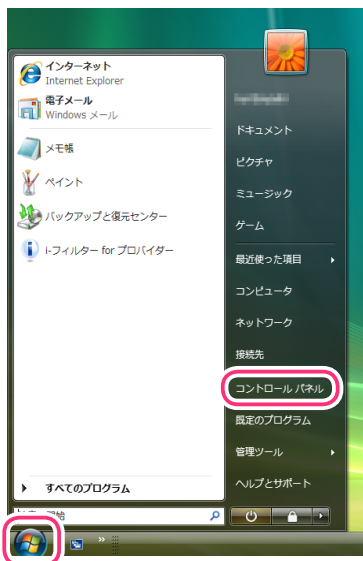 インターネット
Internet Explorer
電子メール
Windows メール
メモ帳
ペイント
バックアップと復元センター
i-フィルター for プロバイダー
すべてのプログラム
開始
ドキュメント
ピクチャ
ミュージック
ゲーム
最近使った項目
コンピュータ
ネットワーク
接続先
コントロール パネル
既定のプログラム
管理ツール
ヘルプとサポート